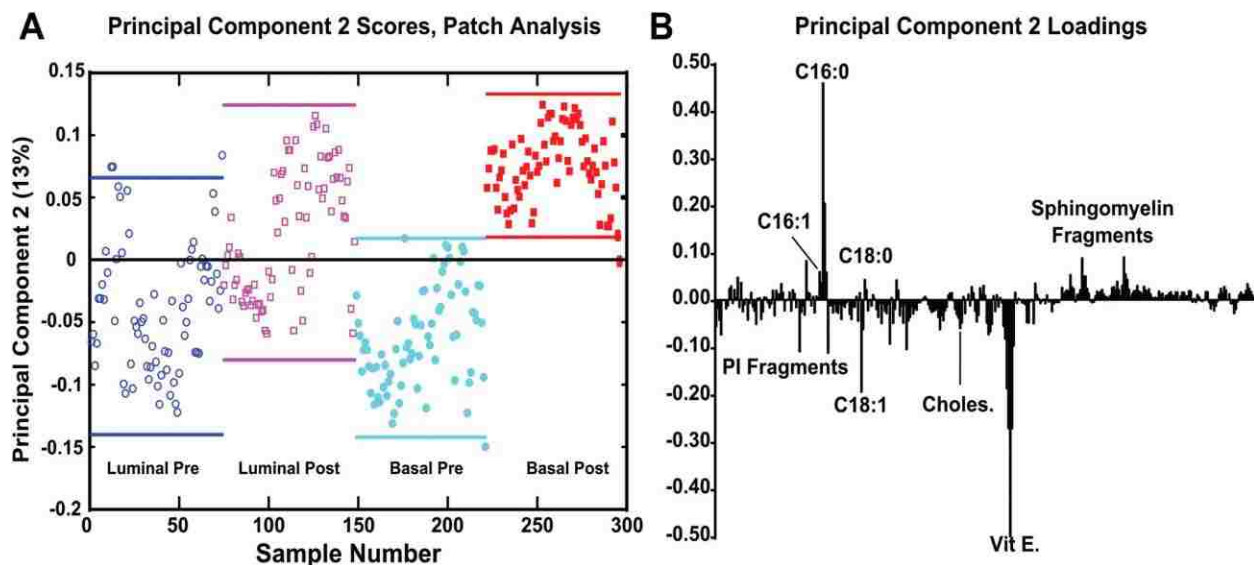 A
Principal Component 2 Scores, Patch Analysis
Principal Component 2 (13%)
0.15
0.1
0.05
0
-0.05
-0.1
-0.15
-0.2
Luminal Pre
Luminal Post
Basal Pre
Basal Post
0
50
100
150
200
250
300
Sample Number
B
Principal Component 2 Loadings
0.50
0.40
0.30
0.20
0.10
0.00
-0.10
-0.20
-0.30
-0.40
-0.50
C16:0
C16:1
C18:0
Sphingomyelin
Fragments
PI Fragments
C18:1
Choles.
Vit E.